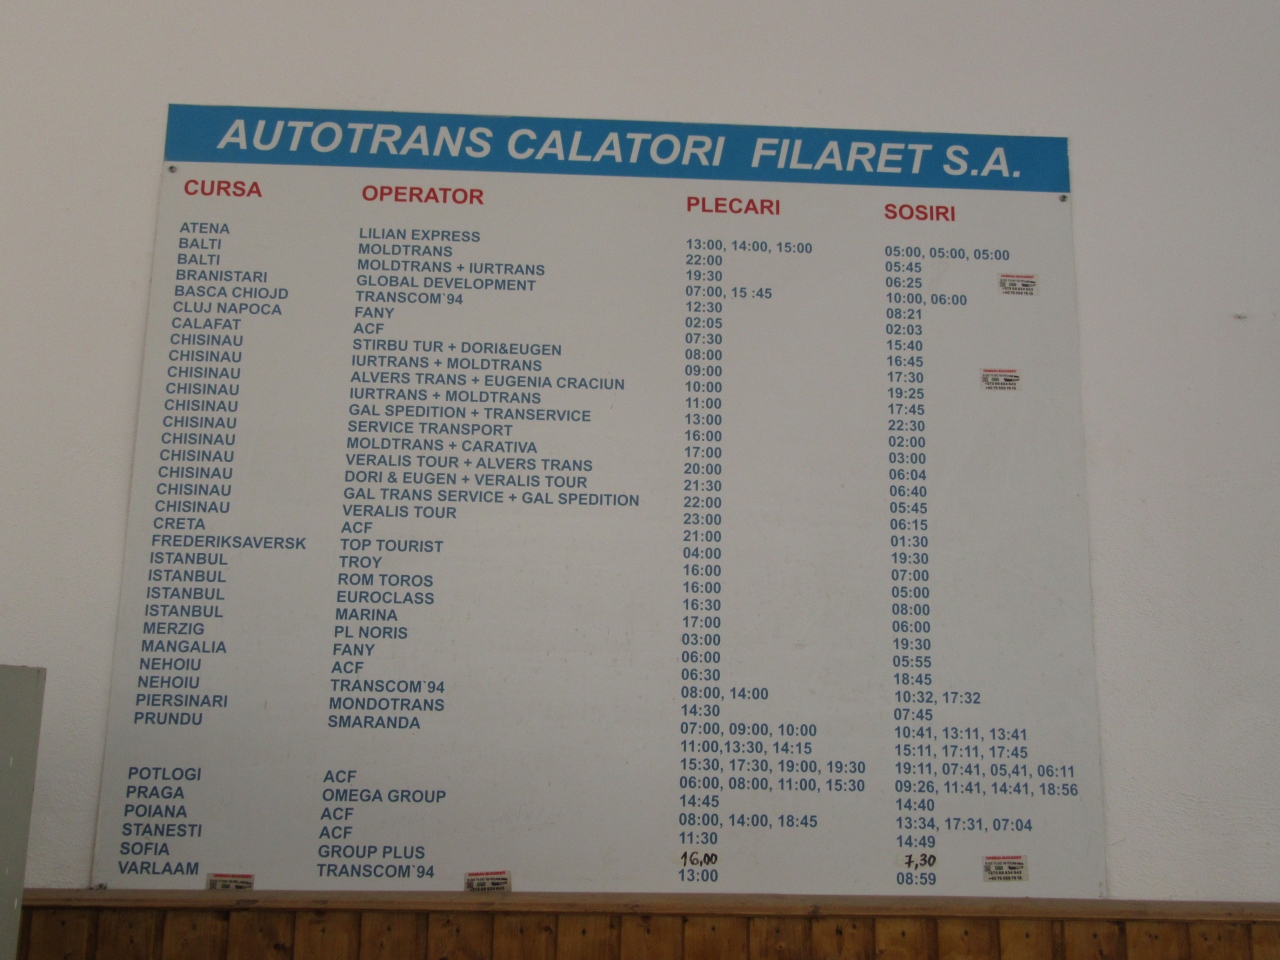 AUTOTRANS CALATORI FILARET S.A.
CURSA OPERATOR PLECARI SOSIRI
ATENA LILIAN EXPRESS 13:00, 14:00, 15:00 05:00, 05:00, 05:00
BALTI MOLDTRANS 22:00 05:45
BALTI MOLDTRANS + IURTRANS 19:30 06:25
BRANISTARI GLOBAL DEVELOPMENT 07:00, 15 :45 10:00, 06:00
BASCA CHIOJD TRANSCOM`94 12:30 08:21
CLUJ NAPOCA FANY 02:05 02:03
CALAFAT ACF 07:30 15:40
CHISINAU STIRBU TUR + DORI&EUGEN 08:00 16:45
CHISINAU IURTRANS + MOLDTRANS 09:00 17:30
CHISINAU ALVERS TRANS + EUGENIA CRACIUN 10:00 19:25
CHISINAU IURTRANS + MOLDTRANS 11:00 17:45
CHISINAU GAL SPEDITION + TRANSERVICE 13:00 22:30
CHISINAU SERVICE TRANSPORT 16:00 02:00
CHISINAU MOLDTRANS + CARATIVA 17:00 03:00
CHISINAU VERALIS TOUR + ALVERS TRANS 20:00 06:04
CHISINAU DORI & EUGEN + VERALIS TOUR 21:30 06:40
CHISINAU GAL TRANS SERVICE + GAL SPEDITION 22:00 05:45
CHISINAU VERALIS TOUR 23:00 06:15
CRETA ACF 21:00 01:30
FREDERIKSAVERSK TOP TOURIST 04:00 19:30
ISTANBUL TROY 16:00 07:00
ISTANBUL ROM TOROS 16:00 05:00
ISTANBUL EUROCLASS 16:30 08:00
ISTANBUL MARINA 17:00 06:00
MERZIG PL NORIS 03:00 19:30
MANGALIA FANY 06:00 05:55
NEHOIU ACF 06:30 18:45
NEHOIU TRANSCOM`94 08:00, 14:00 10:32, 17:32
PIERSINARI MONDOTRANS 14:30 07:45
PRUNDU SMARANDA 07:00, 09:00, 10:00 10:41, 13:11, 13:41
11:00,13:30, 14:15 15:11, 17:11, 17:45
15:30, 17:30, 19:00, 19:30 19:11, 07:41, 05,41, 06:11
POTLOGI ACF 06:00, 08:00, 11:00, 15:30 09:26, 11:41, 14:41, 18:56
PRAGA OMEGA GROUP 14:45 14:40
POIANA ACF 08:00, 14:00, 18:45 13:34, 17:31, 07:04
STANESTI ACF 11:30 14:49
SOFIA GROUP PLUS 16,00 7,30
VARLAAM TRANSCOM`94 13:00 08:59